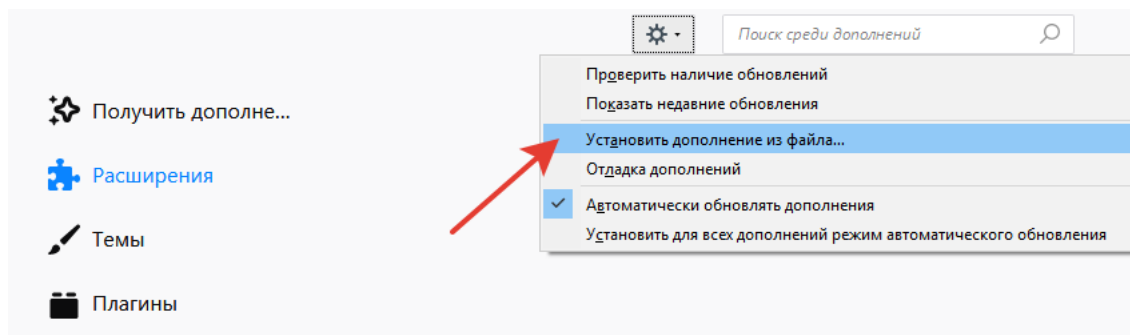 Поиск среди дополнений
Проверить наличие обновлений
Показать недавние обновления
Установить дополнение из файла...
Отладка дополнений
Автоматически обновлять дополнения
Установить для всех дополнений режим автоматического обновления
Получить дополне...
Расширения
Темы
Плагины